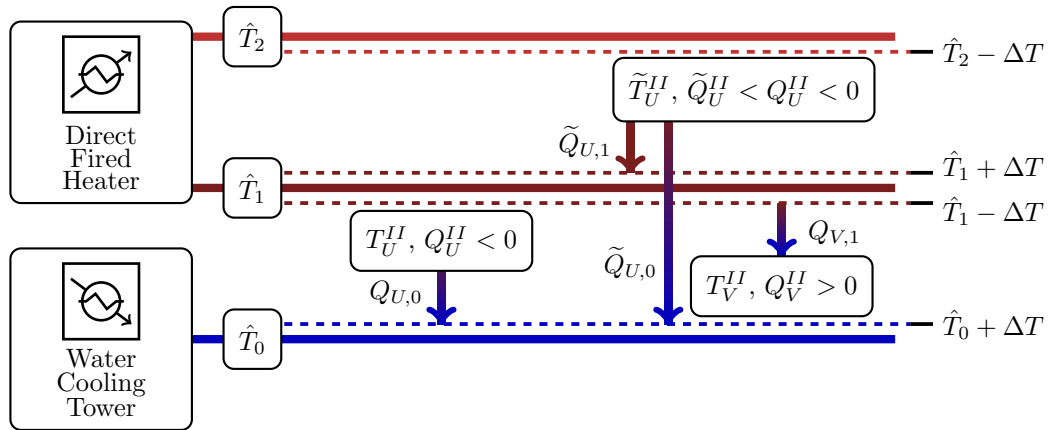 T̂₂
T̂₂ − ΔT
T̃_U^{II}, Q̃_U^{II} < Q_U^{II} < 0
Direct
Fired
Heater
Q̃_{U,1}
T̂₁ + ΔT
T̂₁
T̂₁ − ΔT
T_U^{II}, Q_U^{II} < 0
Q_{V,1}
Q̃_{U,0}
T_V^{II}, Q_V^{II} > 0
Q_{U,0}
T̂₀ + ΔT
T̂₀
Water
Cooling
Tower